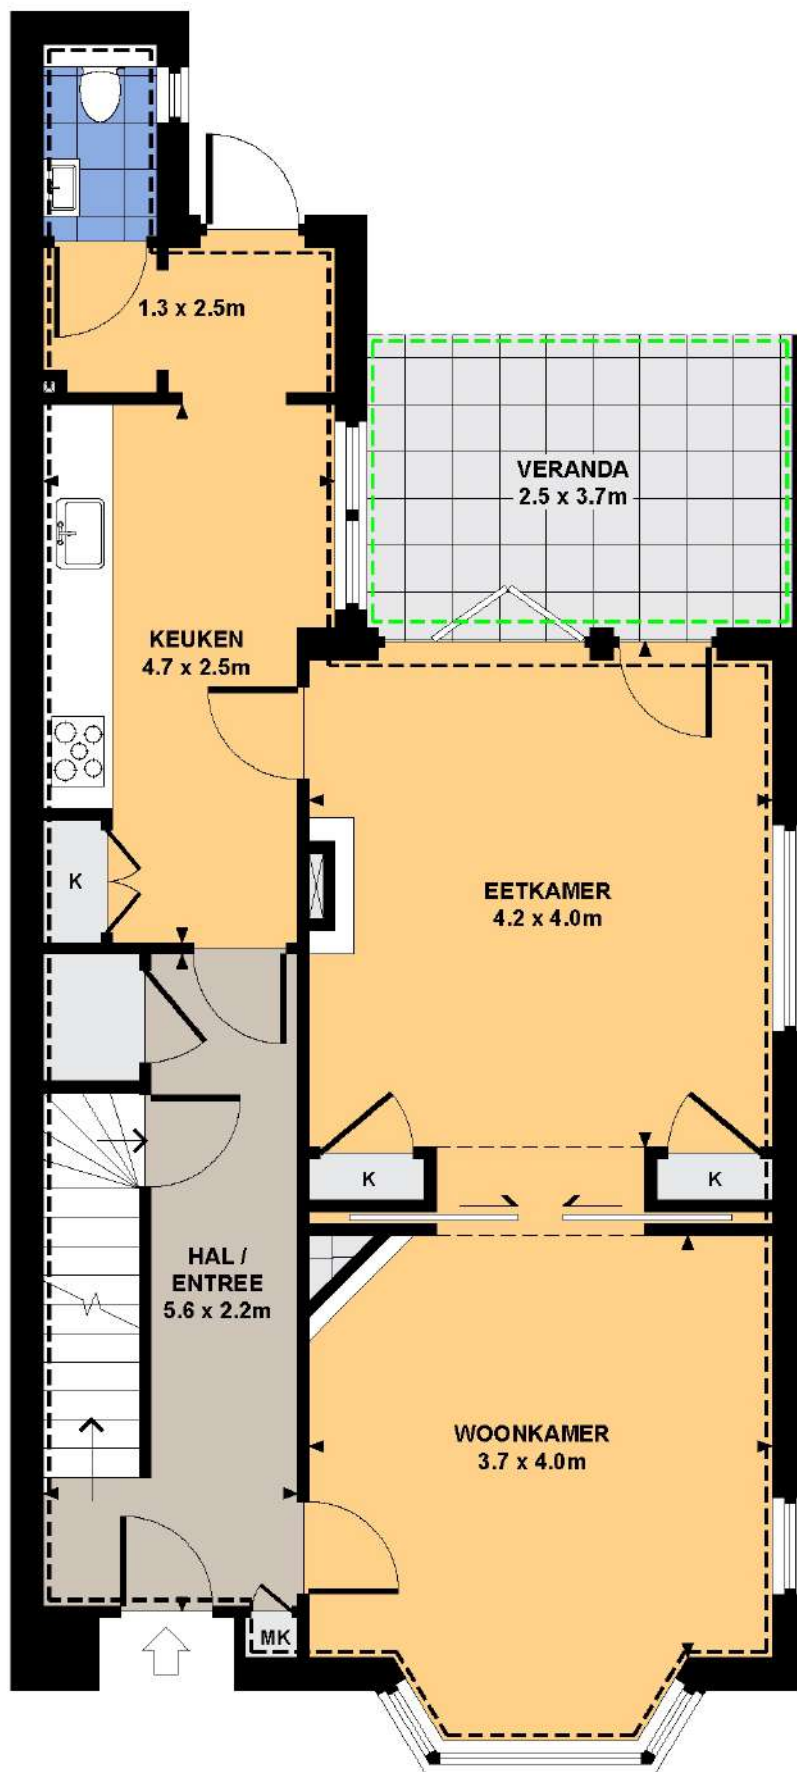 1.3 x 2.5m
VERANDA
2.5 x 3.7m
KEUKEN
4.7 x 2.5m
K
EETKAMER
4.2 x 4.0m
K
K
HAL /
ENTREE
5.6 x 2.2m
WOONKAMER
3.7 x 4.0m
MK